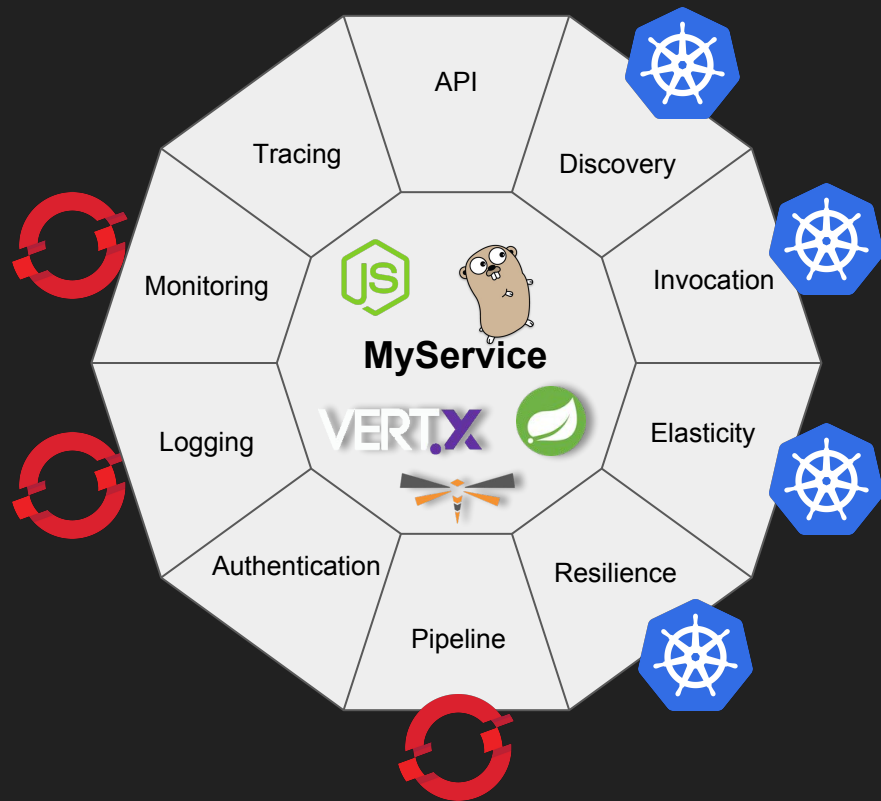 API
Tracing
Discovery
Monitoring
Invocation
JS
MyService
VERT.X
Logging
Elasticity
Authentication
Resilience
Pipeline